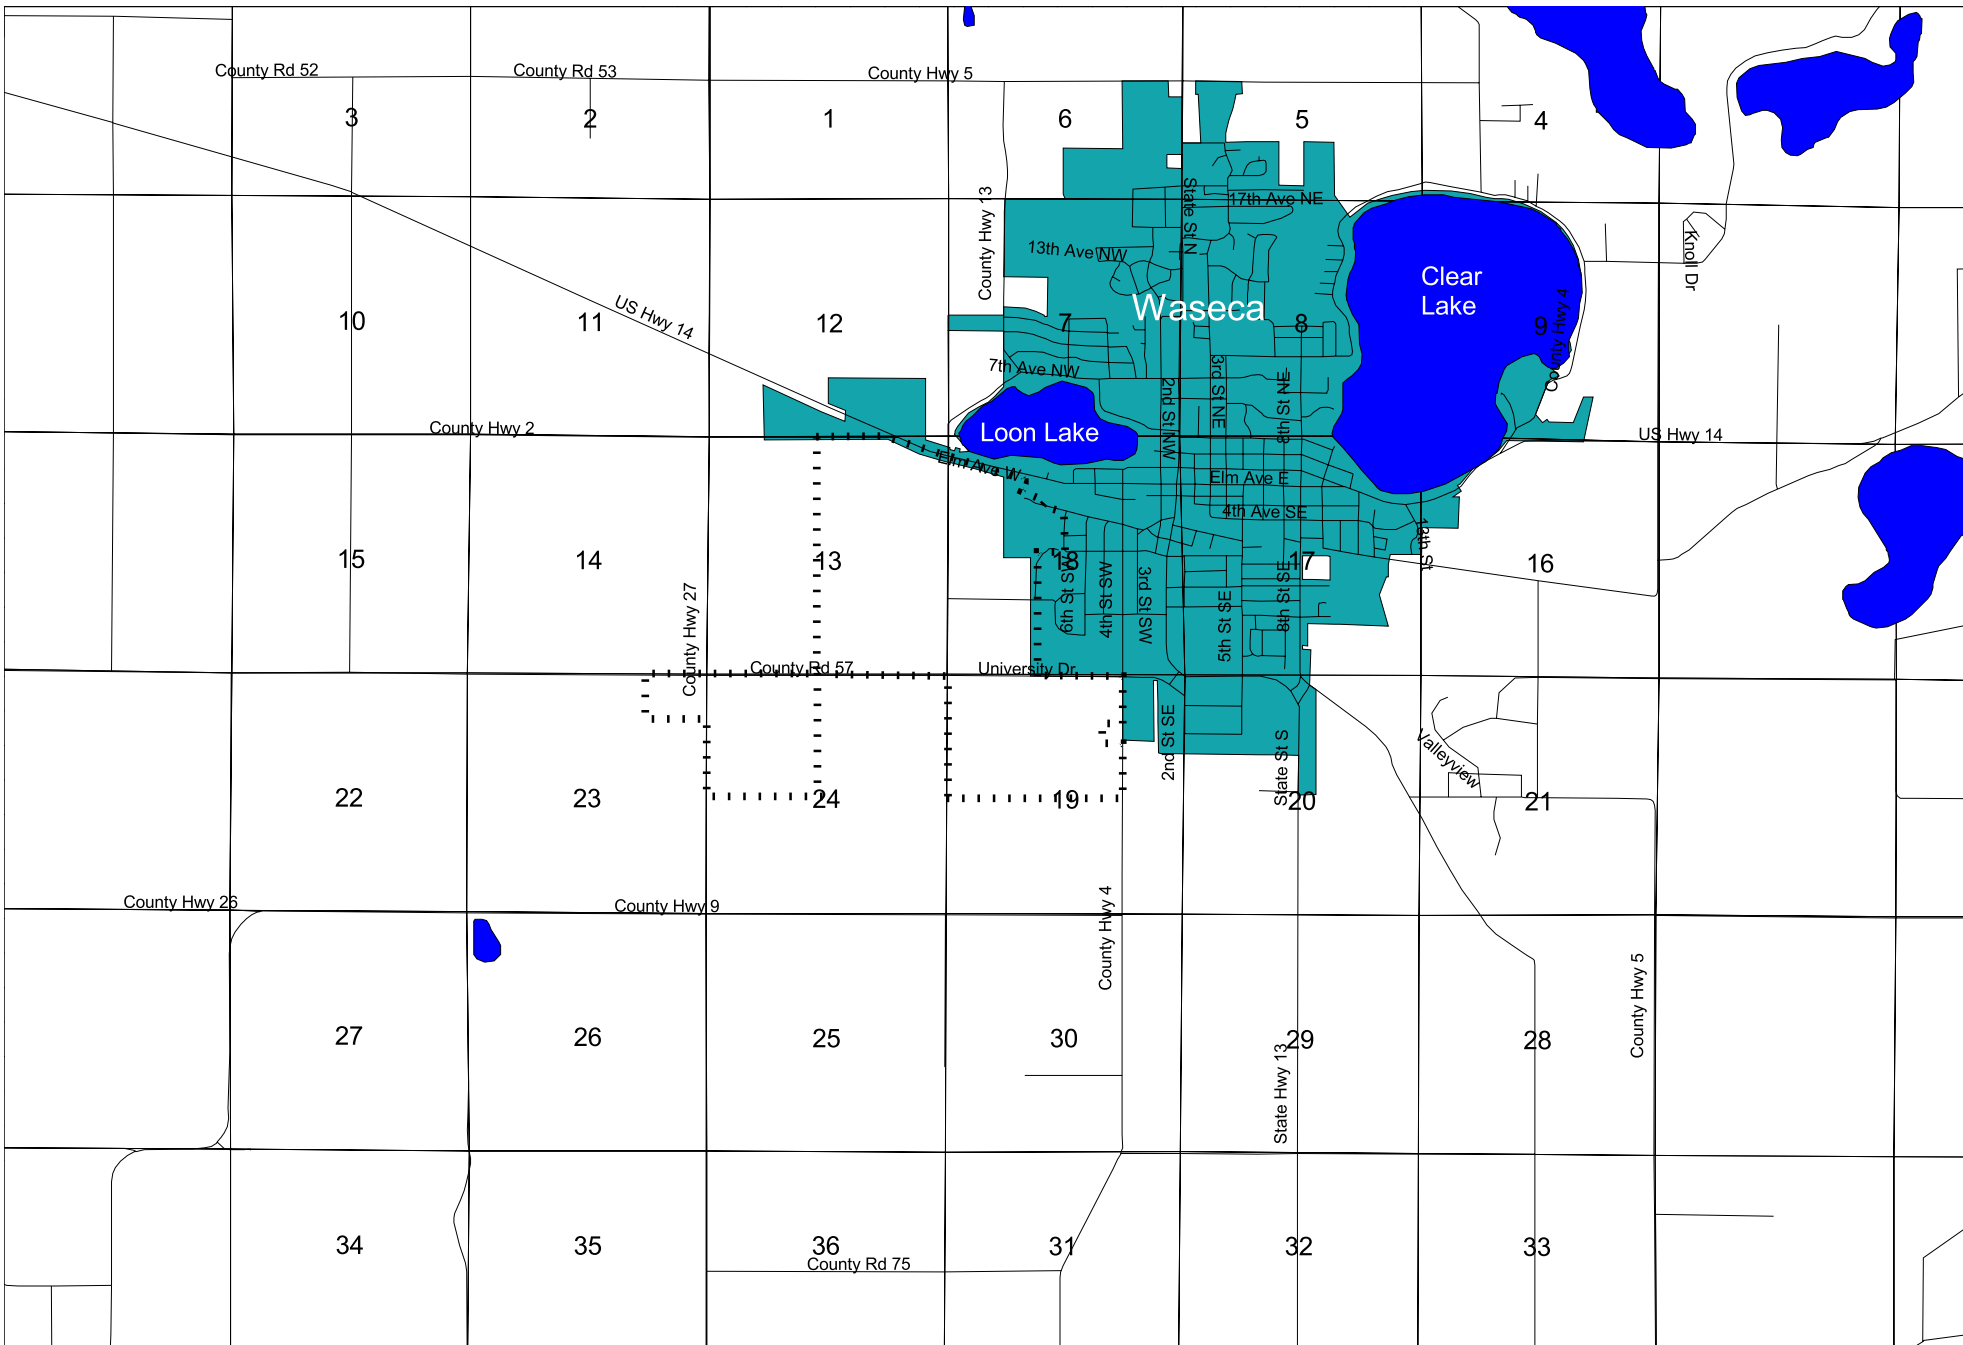 County Rd 52
County Rd 53
County Hwy 5
3
2
1
6
5
4
County Hwy 13
State St N
17th Ave NE
13th Ave NW
Knoll Dr
Clear
Lake
Waseca
US Hwy 14
10
11
12
7
8
9
County Hwy 4
7th Ave NW
2nd St NW
3rd St NE
8th St NE
County Hwy 2
Loon Lake
US Hwy 14
Elm Ave W
Elm Ave E
4th Ave SE
13th St
15
14
13
18
17
16
County Hwy 27
6th St SW
4th St SW
3rd St SW
5th St SE
8th St SE
County Rd 57
University Dr
2nd St SE
State St S
Valleyview
22
23
24
19
20
21
County Hwy 26
County Hwy 9
County Hwy 4
County Hwy 5
27
26
25
30
29
28
State Hwy 13
34
35
36
31
32
33
County Rd 75